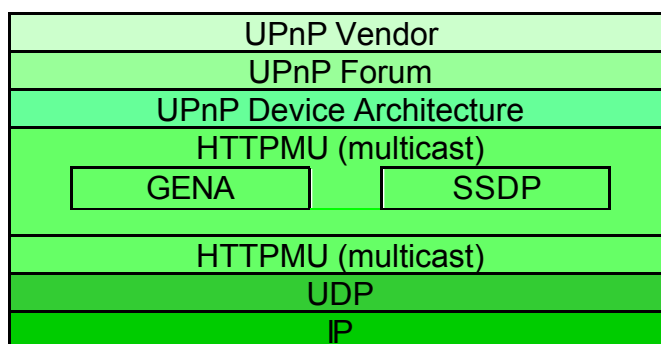 UPnP Vendor
UPnP Forum
UPnP Device Architecture
HTTPMU (multicast)
GENA SSDP
HTTPMU (multicast)
UDP
IP